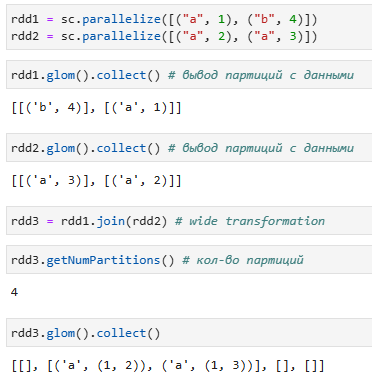 rdd1 = sc.parallelize([("a", 1), ("b", 4)])
rdd2 = sc.parallelize([("a", 2), ("a", 3)])
rdd1.glom().collect() # вывод партиций с данными
[[('b', 4)], [('a', 1)]]
rdd2.glom().collect() # вывод партиций с данными
[[('a', 3)], [('a', 2)]]
rdd3 = rdd1.join(rdd2) # wide transformation
rdd3.getNumPartitions() # кол-во партиций
4
rdd3.glom().collect()
[[], [('a', (1, 2)), ('a', (1, 3))], [], []]